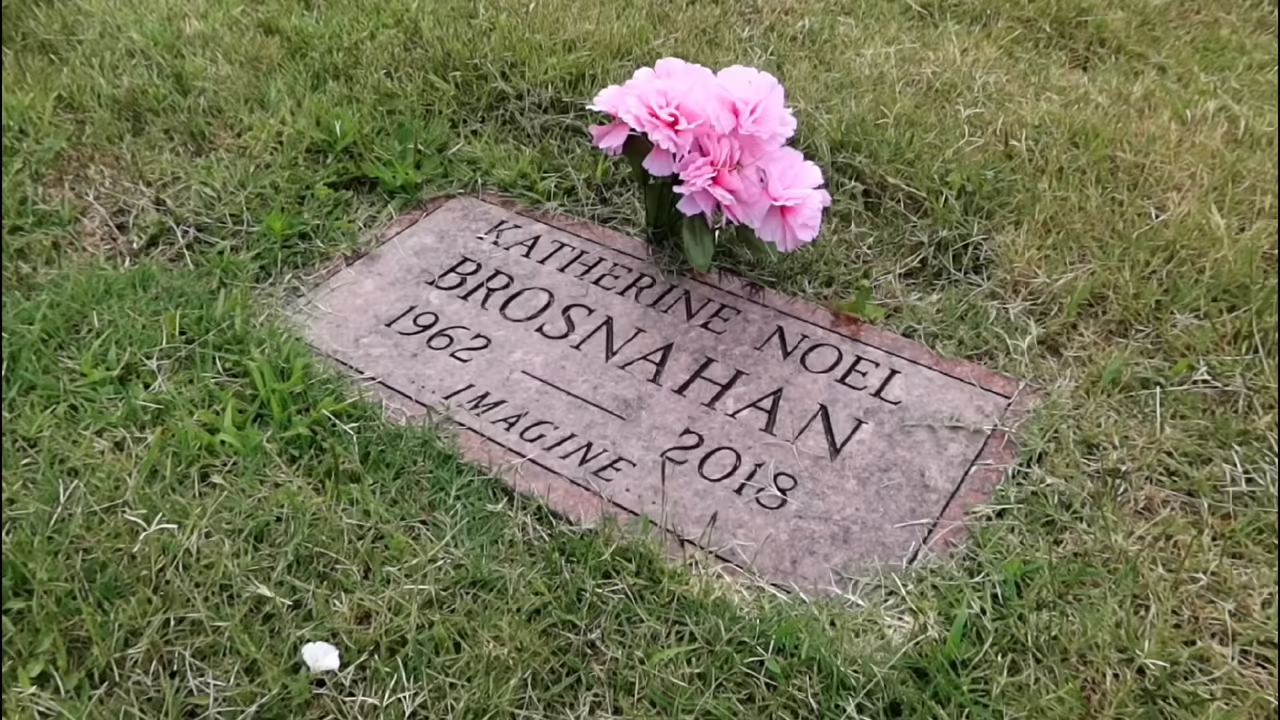 KATHERINE NOEL
BROSNAHAN
1962 — 2018
IMAGINE